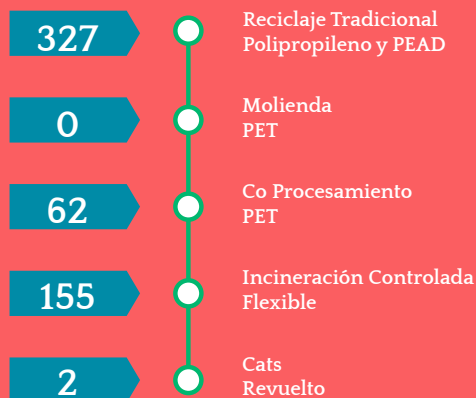 327
Reciclaje Tradicional
Polipropileno y PEAD
0
Molienda
PET
62
Co Procesamiento
PET
155
Incineración Controlada
Flexible
2
Cats
Revuelto